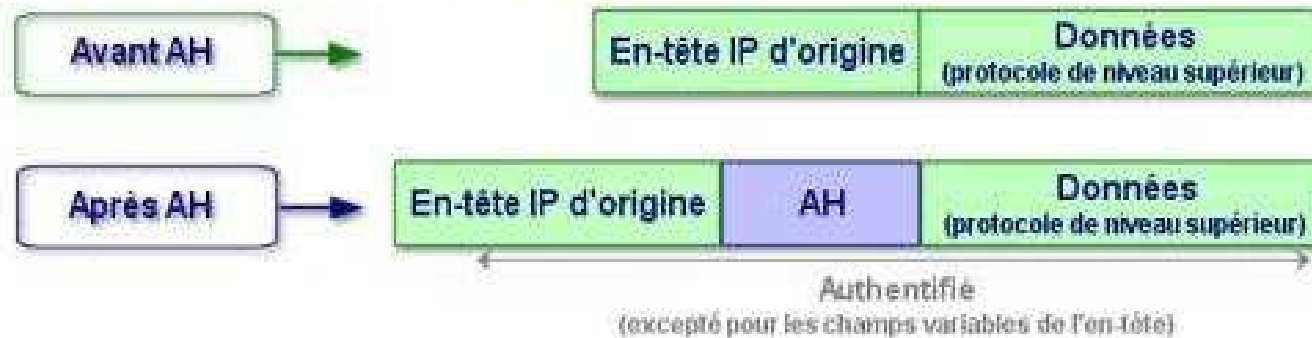 Avant AH
En-tête IP d'origine
Données
(protocole de niveau supérieur)
Après AH
En-tête IP d'origine
AH
Données
(protocole de niveau supérieur)
Authentifié
(excepté pour les champs variables de l'en-tête)